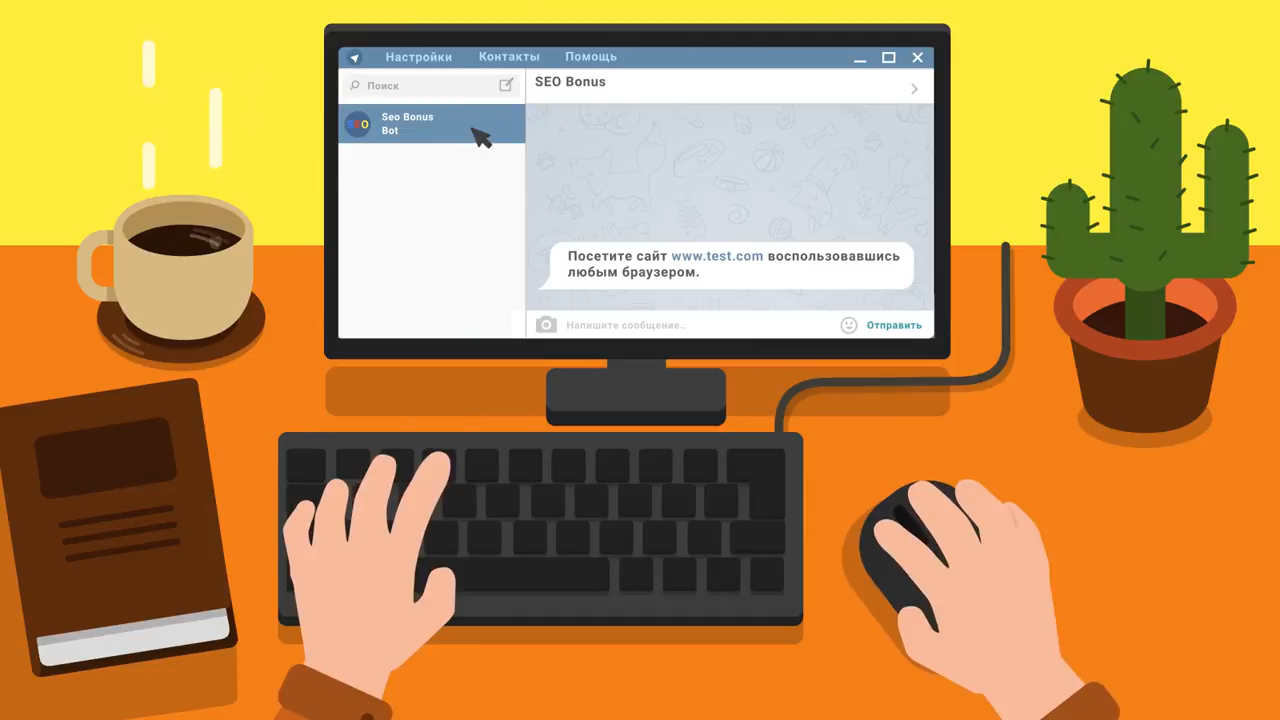 Настройки Контакты Помощь
Поиск
SEO Bonus
SEO
Seo Bonus
Bot
Посетите сайт www.test.com воспользовавшись
любым браузером.
Напишите сообщение..
Отправить